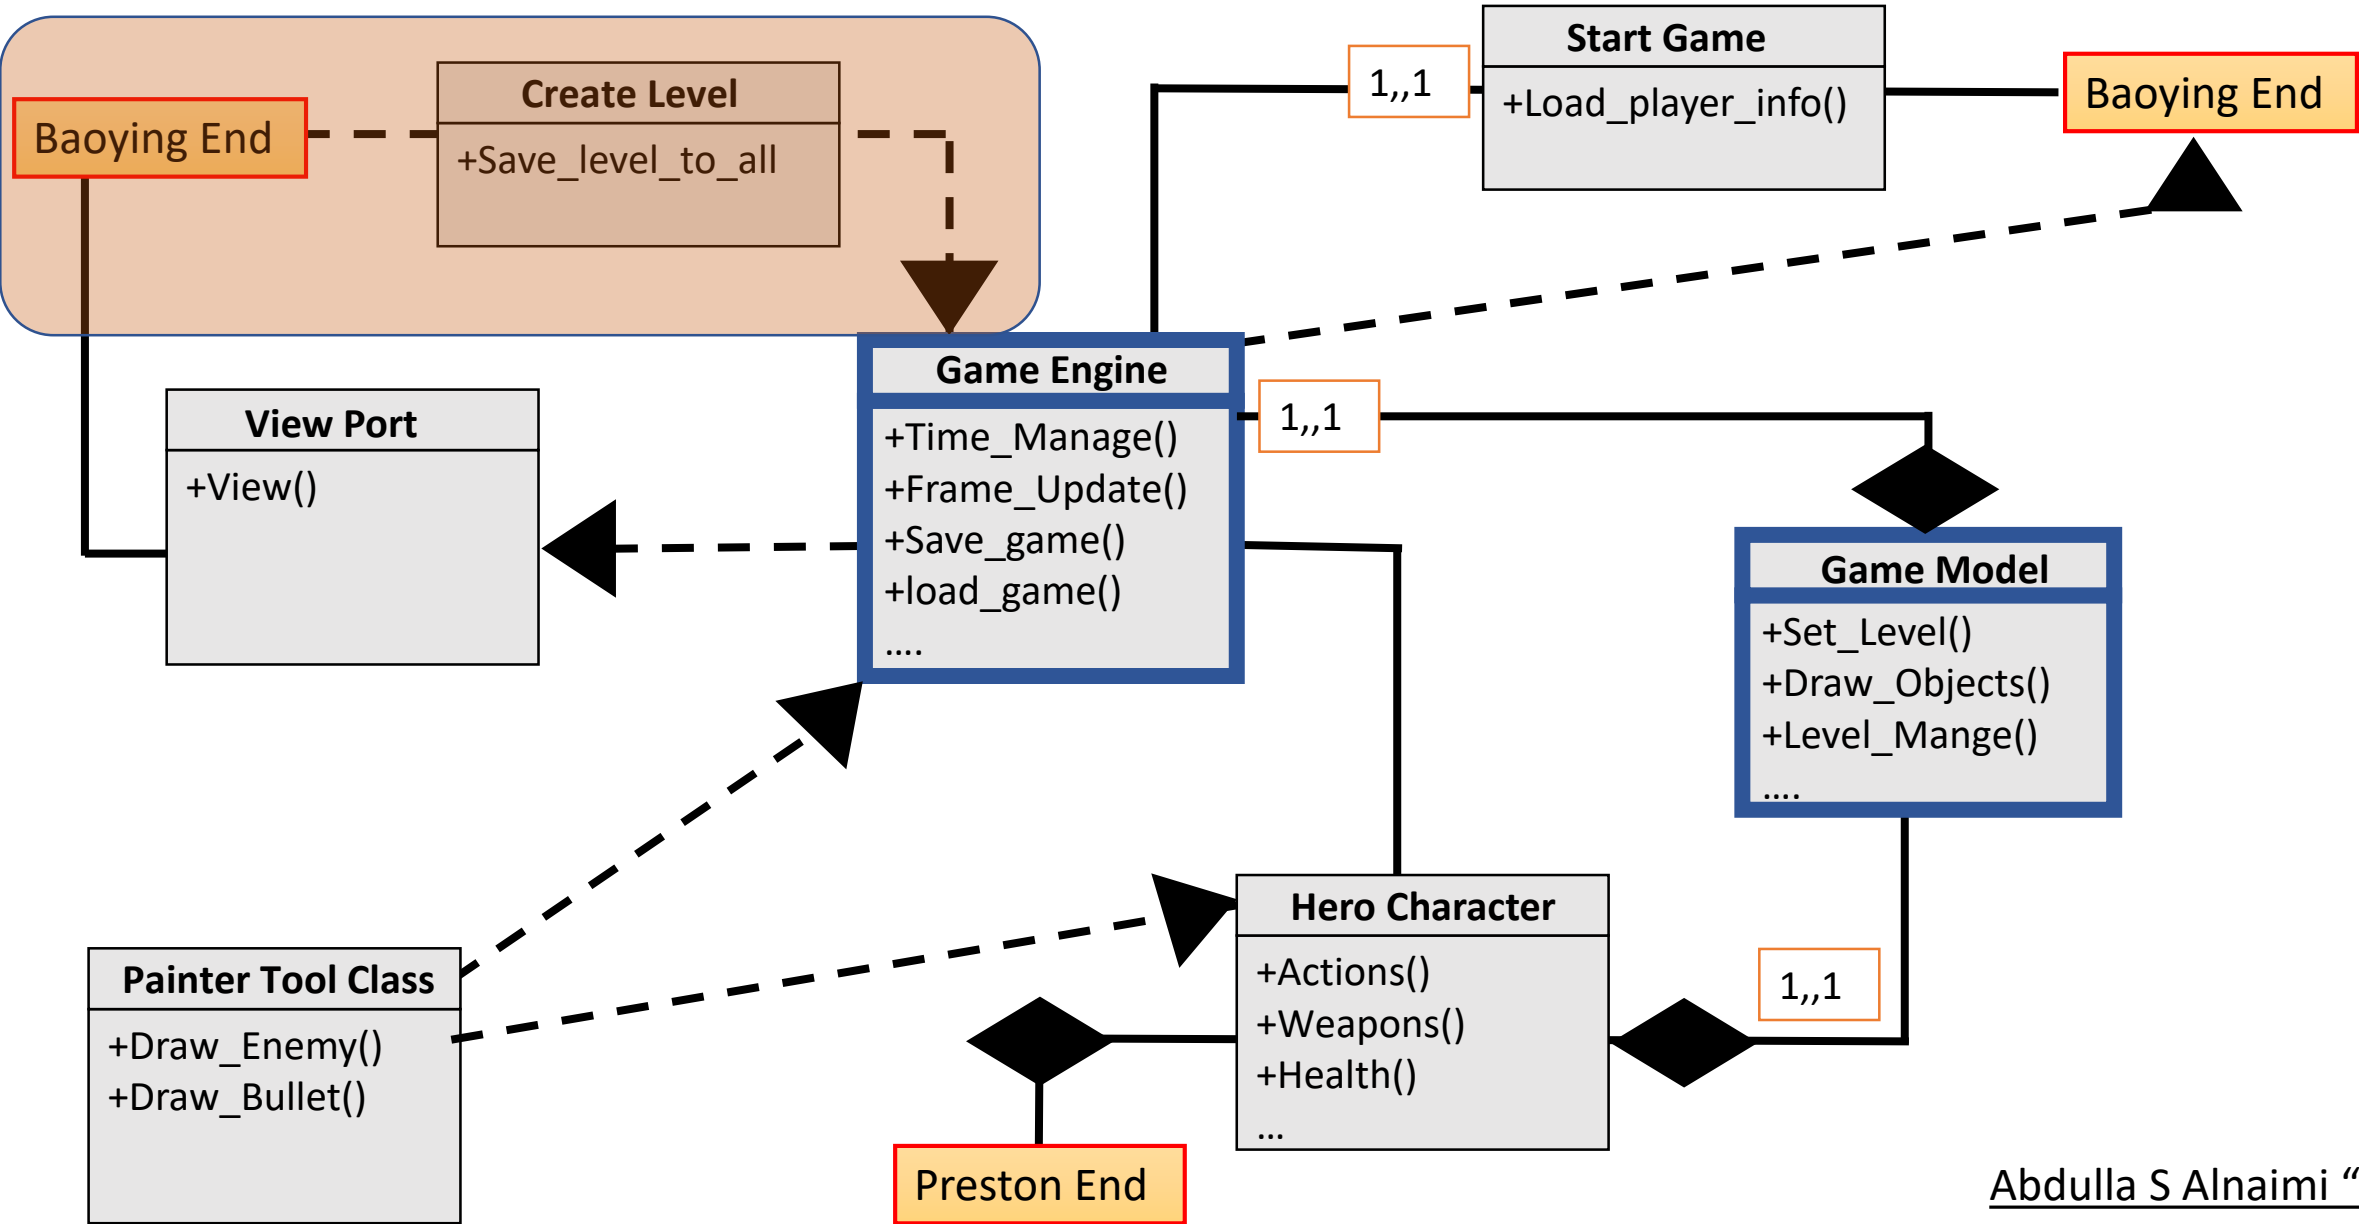 Start Game
1,,1
+Load_player_info()
Baoying End
Create Level
Baoying End
+Save_level_to_all
Game Engine
+Time_Manage()
+Frame_Update()
+Save_game()
+load_game()
....
1,,1
View Port
+View()
Game Model
+Set_Level()
+Draw_Objects()
+Level_Mange()
....
Hero Character
+Actions()
+Weapons()
+Health()
...
1,,1
Painter Tool Class
+Draw_Enemy()
+Draw_Bullet()
Preston End
Abdulla S Alnaimi “